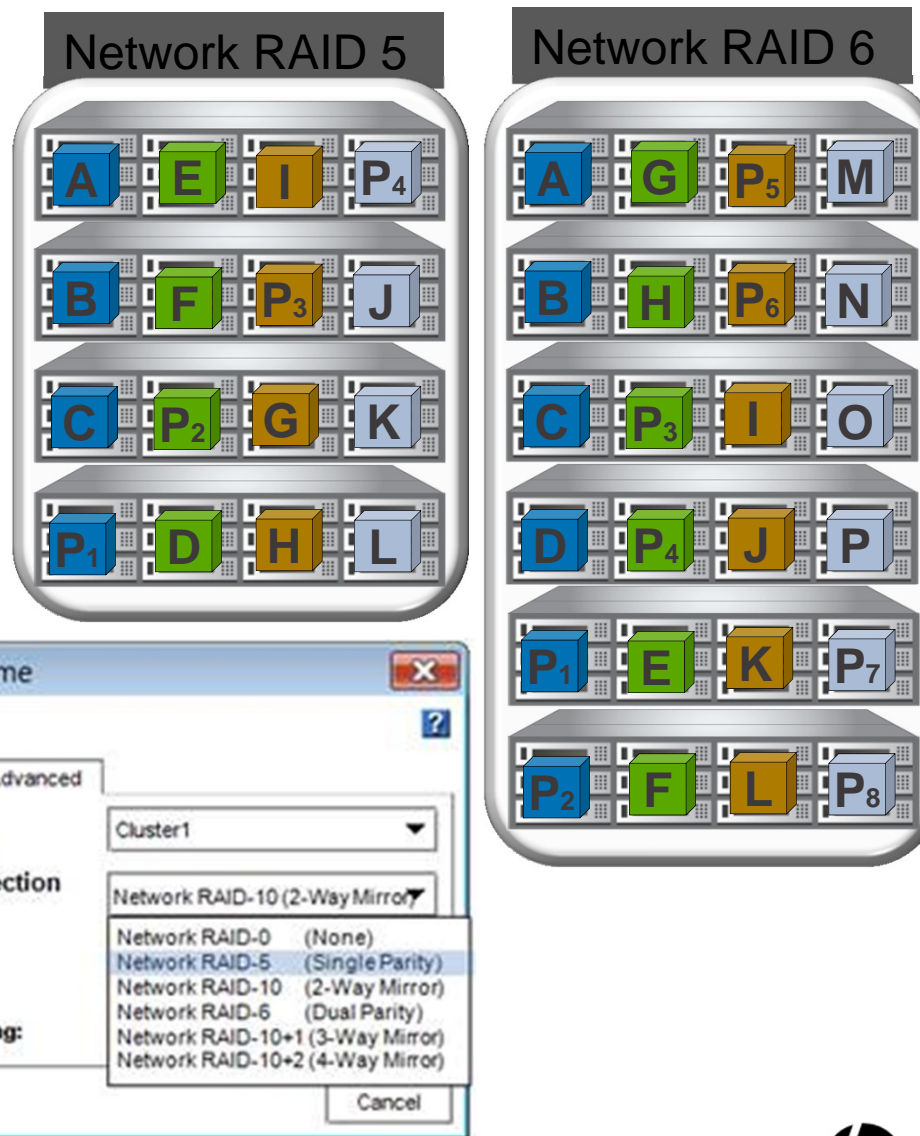 Network RAID 5
A E I P4
B F P3 J
C P2 G K
P1 D H L
Network RAID 6
A G P5 M
B H P6 N
C P3 I O
D P4 J P
P1 E K P7
P2 F L P8
me
?
dvanced
Cluster1
ection
Network RAID-10 (2-Way Mirror)
Network RAID-0 (None)
Network RAID-5 (Single Parity)
Network RAID-10 (2-Way Mirror)
Network RAID-6 (Dual Parity)
Network RAID-10+1 (3-Way Mirror)
Network RAID-10+2 (4-Way Mirror)
g:
Cancel